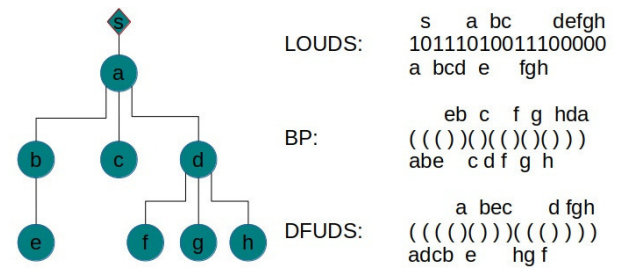 s
a
b c d
e f g h
s a bc defgh
LOUDS: 10111010011100000
a bcd e fgh
eb c f g hda
BP: ( ( ( ) )( )( ( )( )( ) ) )
abe c d f g h
a bec d fgh
DFUDS: ( ( ( ( )( ) ) )( ( ( ) ) ) )
adcb e hg f